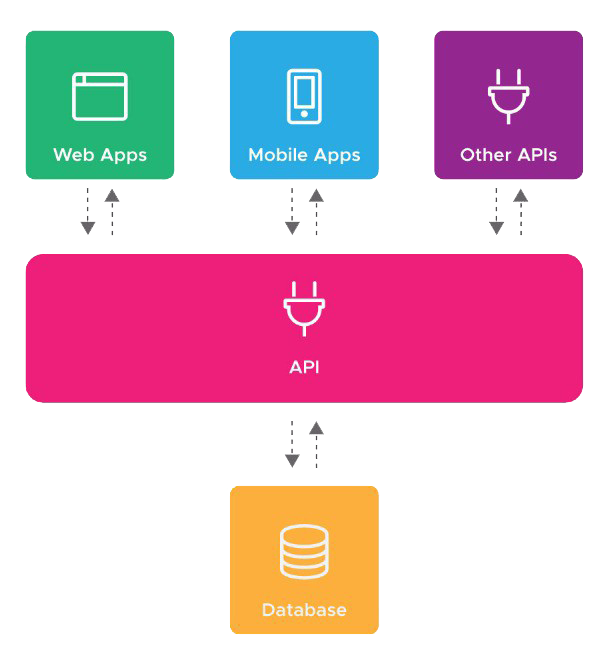 Web Apps
Mobile Apps
Other APIs
API
Database